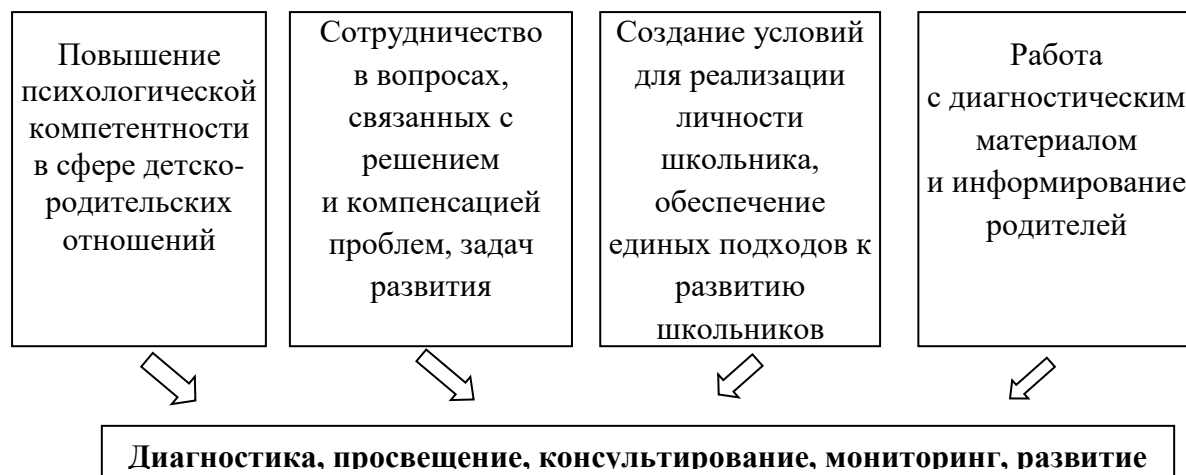 Повышение
психологической
компетентности
в сфере детско-
родительских
отношений
Сотрудничество
в вопросах,
связанных с
решением
и компенсацией
проблем, задач
развития
Создание условий
для реализации
личности
школьника,
обеспечение
единых подходов к
развитию
школьников
Работа
с диагностическим
материалом
и информирование
родителей
Диагностика, просвещение, консультирование, мониторинг, развитие